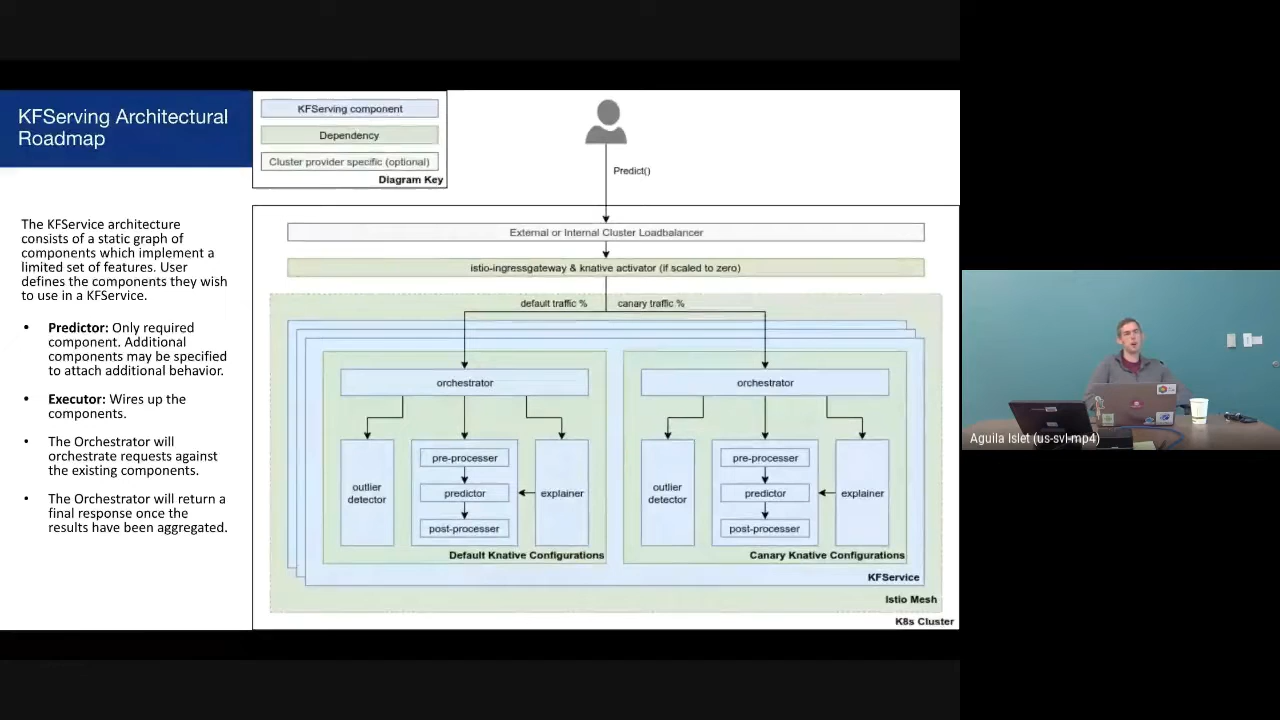 KFServing Architectural
Roadmap
The KFService architecture
consists of a static graph of
components which implement a
limited set of features. User
defines the components they wish
to use in a KFService.
• Predictor: Only required
component. Additional
components may be specified
to attach additional behavior.
• Executor: Wires up the
components.
• The Orchestrator will
orchestrate requests against
the existing components.
• The Orchestrator will return a
final response once the
results have been aggregated.
KFServing component
Dependency
Cluster provider specific (optional)
Diagram Key
Predict()
External or Internal Cluster Loadbalancer
istio-ingressgateway & knative activator (if scaled to zero)
default traffic %
canary traffic %
orchestrator
outlier
detector
pre-processer
predictor
post-processer
explainer
Default Knative Configurations
orchestrator
outlier
detector
pre-processer
predictor
post-processer
explainer
Canary Knative Configurations
KFService
Istio Mesh
K8s Cluster
Aguila Islet (us-svl-mp4)